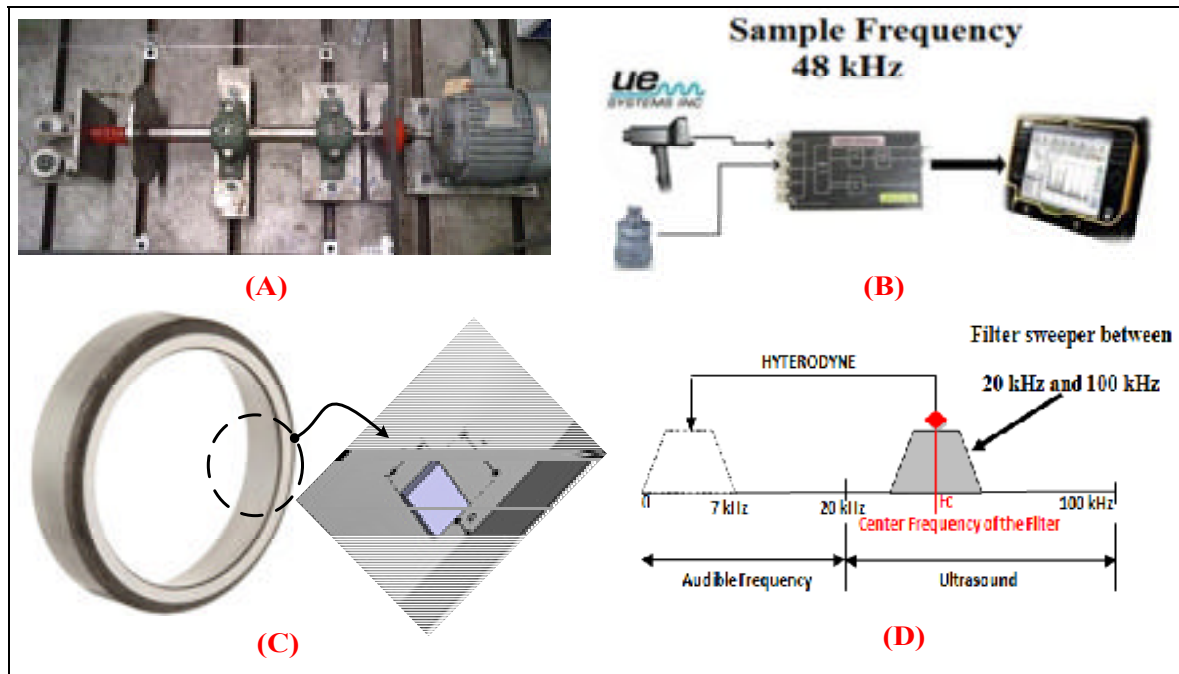 (A)
Sample Frequency
48 kHz
ue
SYSTEMS INC
(B)
(C)
Filter sweeper between
20 kHz and 100 kHz
HYTERODYNE
0
7 kHz
20 kHz
Fc
100 kHz
Center Frequency of the Filter
Audible Frequency
Ultrasound
(D)